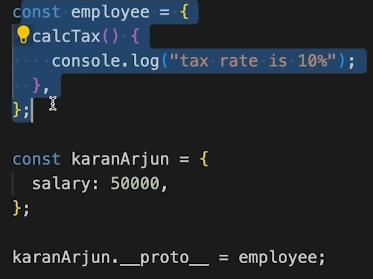 const employee = {
calcTax() {
console.log("tax rate is 10%");
},
};
const karanArjun = {
salary: 50000,
};
karanArjun.__proto__ = employee;